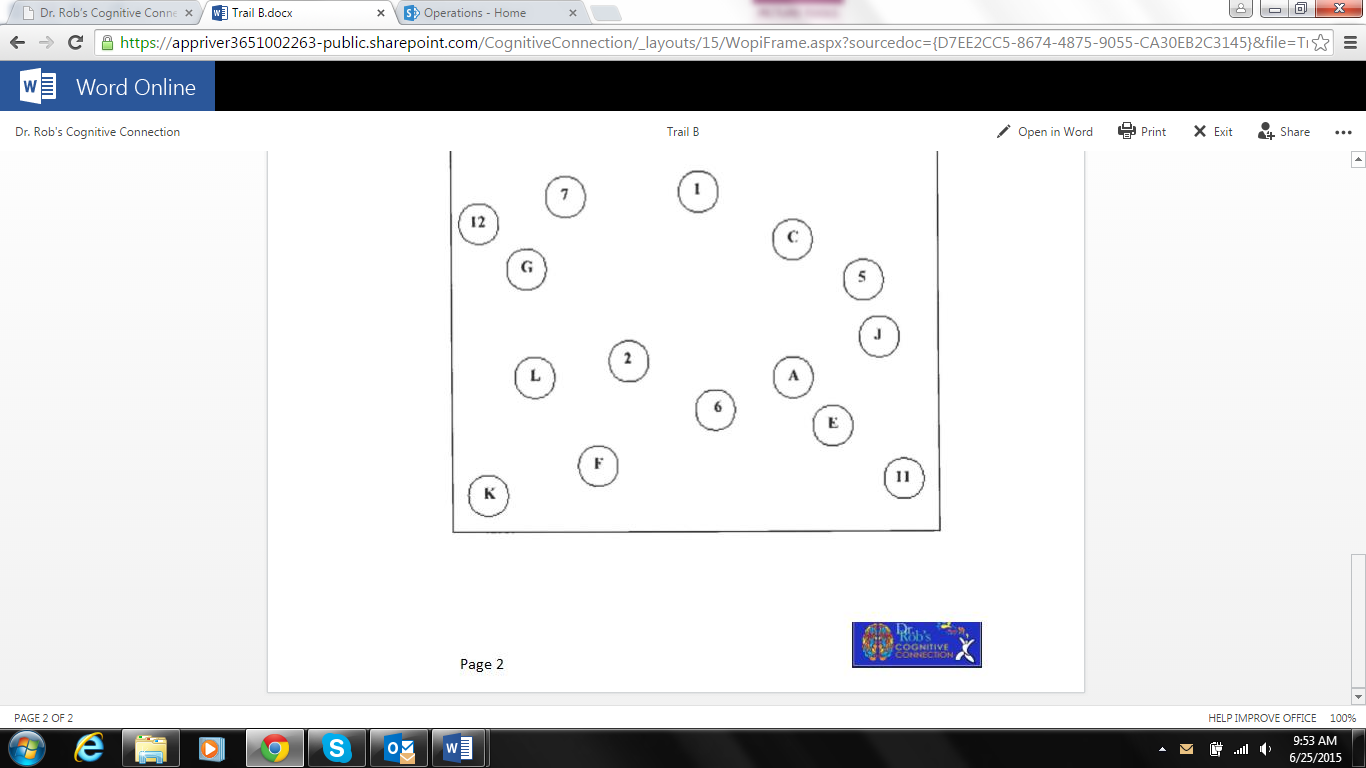 Dr. Rob's Cognitive Conne
Trail B.docx
Operations - Home
https://appriver3651002263-public.sharepoint.com/CognitiveConnection/_layouts/15/WopiFrame.aspx?sourcedoc={D7EE2CC5-8674-4875-9055-CA30EB2C3145}&file=Tr
Word Online
Dr. Rob's Cognitive Connection
Trail B
Open in Word
Print
Exit
Share
7
1
12
C
G
5
J
2
L
A
6
E
F
11
K
Dr.
Rob's
COGNITIVE
CONNECTION
Page 2
PAGE 2 OF 2
HELP IMPROVE OFFICE
100%
9:53 AM
6/25/2015